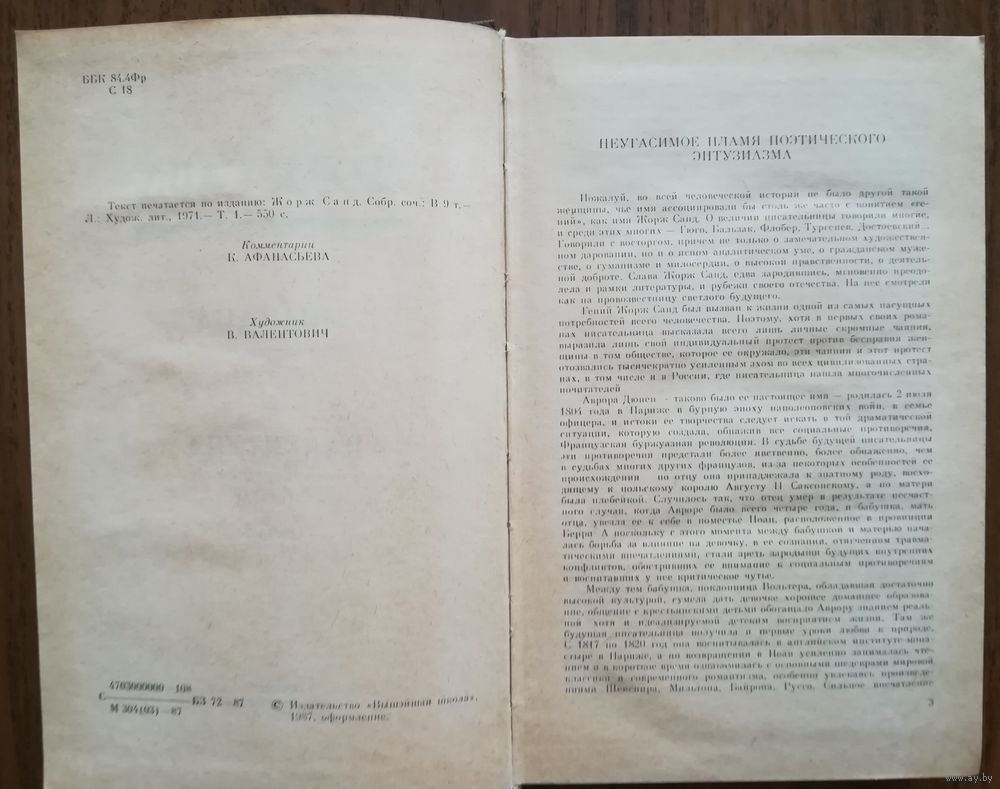 ББК 84.4Фр
С 18
Текст печатается по изданию: Жорж Санд. Собр. соч.: В 9 т.—
Л.: Худож. лит., 1971.— Т. 1.— 550 с.
Комментарии
К. АФАНАСЬЕВА
Художник
В. ВАЛЕНТОВИЧ
4703000000—108
С————БЗ 72—87
М 304(03)—87
© Издательство «Вышэйшая школа»,
1987, оформление.
НЕУГАСИМОЕ ПЛАМЯ ПОЭТИЧЕСКОГО
ЭНТУЗИАЗМА
Пожалуй, во всей человеческой истории не было другой такой
женщины, чье имя ассоциировали бы столь же часто с понятием «ге-
ний», как имя Жорж Санд. О величии писательницы говорили многие,
и среди этих многих — Гюго, Бальзак, Флобер, Тургенев, Достоевский...
Говорили с восторгом, причем не только о замечательном художествен-
ном даровании, но и о ясном аналитическом уме, о гражданском муже-
стве, о гуманизме и милосердии, о высокой нравственности, о деятель-
ной доброте. Слава Жорж Санд, едва зародившись, мгновенно преодо-
лела и рамки литературы, и рубежи своего отечества. На нее смотрели
как на провозвестницу светлого будущего.
Гений Жорж Санд был вызван к жизни одной из самых насущных
потребностей всего человечества. Поэтому, хотя в первых своих рома-
нах писательница высказала всего лишь личные скромные чаяния,
выразила лишь свой индивидуальный протест против бесправия жен-
щины в том обществе, которое ее окружало, эти чаяния и этот протест
отозвались тысячекратно усиленным эхом во всех цивилизованных стра-
нах, в том числе и в России, где писательница нашла многочисленных
почитателей
Аврора Дюпен - таково было ее настоящее имя — родилась 2 июля
1804 года в Париже в бурную эпоху наполеоновских войн, в семье
офицера, и истоки ее творчества следует искать в той драматической
ситуации, которую создала, обнажив все социальные противоречия,
Французская буржуазная революция. В судьбе будущей писательницы
эти противоречия предстали более явственно, более обнаженно, чем
в судьбах многих других французов, из-за некоторых особенностей ее
происхождения по отцу она принадлежала к знатному роду, восхо-
дящему к польскому королю Августу II Саксонскому, а по матери
была плебейкой. Случилось так, что отец умер в результате несчаст-
ного случая, когда Авроре было всего четыре года, и бабушка, мать
отца, увезла ее к себе в поместье Ноан, расположенное в провинции
Берри А поскольку с этого момента между бабушкой и матерью нача-
лась борьба за влияние на девочку, в ее сознании, отягченном травма-
тическими впечатлениями, стали зреть зародыши будущих внутренних
конфликтов, обостривших ее внимание к социальным противоречиям
и воспитавших у нее критическое чутье.
Между тем бабушка, поклонница Вольтера, обладавшая достаточно
высокой культурой, сумела дать девочке хорошее домашнее образова-
ние, общение с крестьянскими детьми обогащало Аврору знанием реаль-
ной хотя и идеализируемой детским восприятием жизни. Там же
будущая писательница получила и первые уроки любви к природе.
С 1817 по 1820 год она воспитывалась в английском институте-мона-
стыре в Париже, а по возвращении в Ноан усиленно занималась чте-
нием и в короткое время ознакомилась с основными шедеврами мировой
классики и современного романтизма, особенно увлекаясь произведе-
ниями Шекспира, Мильтона, Байрона, Руссо. Сильное впечатление
3
www.ay.by